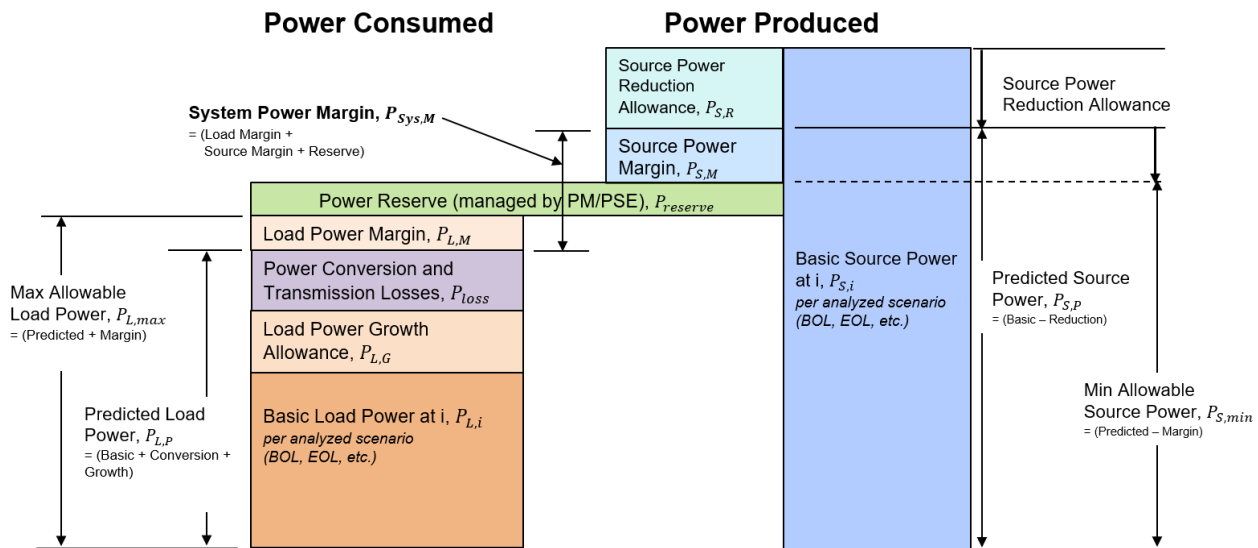 Power Consumed
Power Produced
System Power Margin, P_{Sys,M}
= (Load Margin +
Source Margin + Reserve)
Source Power
Reduction
Allowance, P_{S,R}
Source Power
Margin, P_{S,M}
Source Power
Reduction Allowance
Power Reserve (managed by PM/PSE), P_{reserve}
Load Power Margin, P_{L,M}
Power Conversion and
Transmission Losses, P_{loss}
Load Power Growth
Allowance, P_{L,G}
Basic Load Power at i, P_{L,i}
per analyzed scenario
(BOL, EOL, etc.)
Max Allowable
Load Power, P_{L,max}
= (Predicted + Margin)
Predicted Load
Power, P_{L,P}
= (Basic + Conversion +
Growth)
Basic Source Power
at i, P_{S,i}
per analyzed scenario
(BOL, EOL, etc.)
Predicted Source
Power, P_{S,P}
= (Basic – Reduction)
Min Allowable
Source Power, P_{S,min}
= (Predicted – Margin)